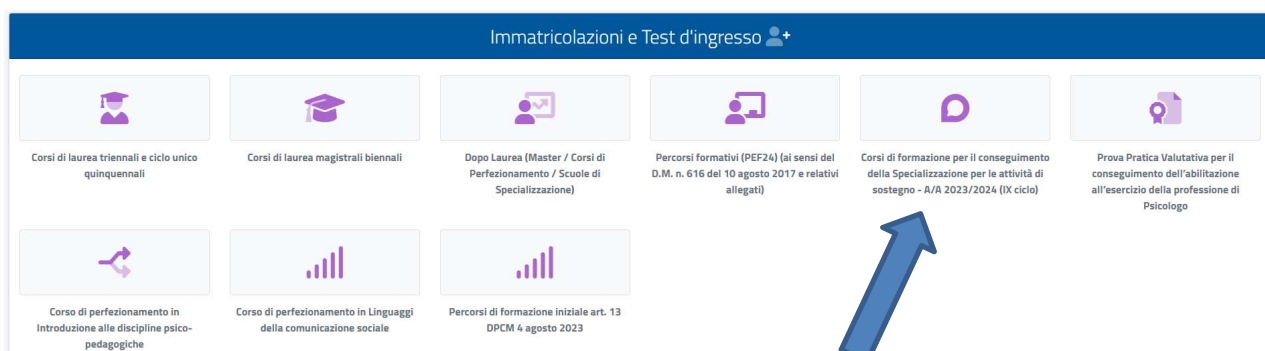 Immatricolazioni e Test d'ingresso
Corsi di laurea triennali e ciclo unico
quinquennali
Corsi di laurea magistrali biennali
Dopo Laurea (Master / Corsi di
Perfezionamento / Scuole di
Specializzazione)
Percorsi formativi (PEF24) (ai sensi del
D.M. n. 616 del 10 agosto 2017 e relativi
allegati)
Corsi di formazione per il conseguimento
della Specializzazione per le attività di
sostegno - A/A 2023/2024 (IX ciclo)
Prova Pratica Valutativa per il
conseguimento dell'abilitazione
all'esercizio della professione di
Psicologo
Corso di perfezionamento in
Introduzione alle discipline psico-
pedagogiche
Corso di perfezionamento in Linguaggi
della comunicazione sociale
Percorsi di formazione iniziale art. 13
DPCM 4 agosto 2023